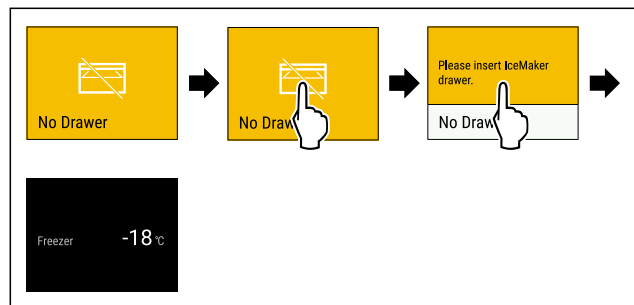 No Drawer
No Draw
Please insert IceMaker
drawer.
No Draw
Freezer -18 °C